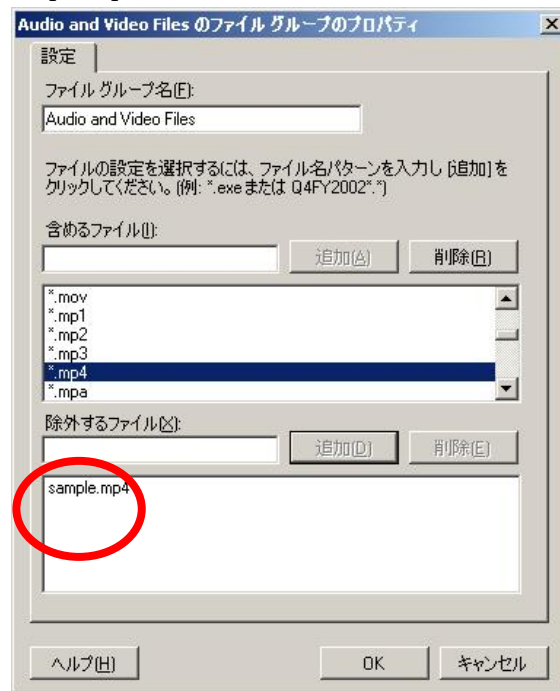 Audio and Video Files のファイル グループのプロパティ
設定
ファイル グループ名(F):
Audio and Video Files
ファイルの設定を選択するには、ファイル名パターンを入力し [追加] を
クリックしてください。(例: *.exe または Q4FY2002*.*)
含めるファイル(I):
追加(A) 削除(R)
*.mov
*.mp1
*.mp2
*.mp3
*.mp4
*.mpa
除外するファイル(X):
追加(D) 削除(E)
sample.mp4
ヘルプ(H) OK キャンセル